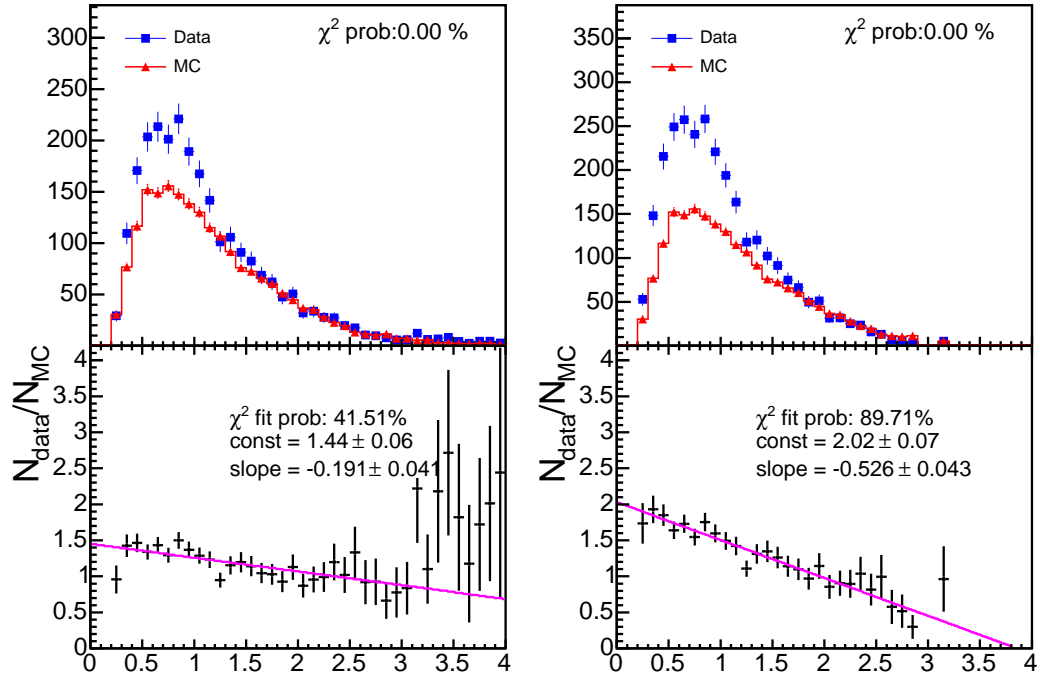 χ² prob:0.00 %
Data
MC
300
250
200
150
100
50
N_data/N_MC
χ² fit prob: 41.51%
const = 1.44 ± 0.06
slope = -0.191 ± 0.041
4
3.5
3
2.5
2
1.5
1
0.5
0
0 0.5 1 1.5 2 2.5 3 3.5 4
χ² prob:0.00 %
Data
MC
350
300
250
200
150
100
50
N_data/N_MC
χ² fit prob: 89.71%
const = 2.02 ± 0.07
slope = -0.526 ± 0.043
4
3.5
3
2.5
2
1.5
1
0.5
0
0 0.5 1 1.5 2 2.5 3 3.5 4